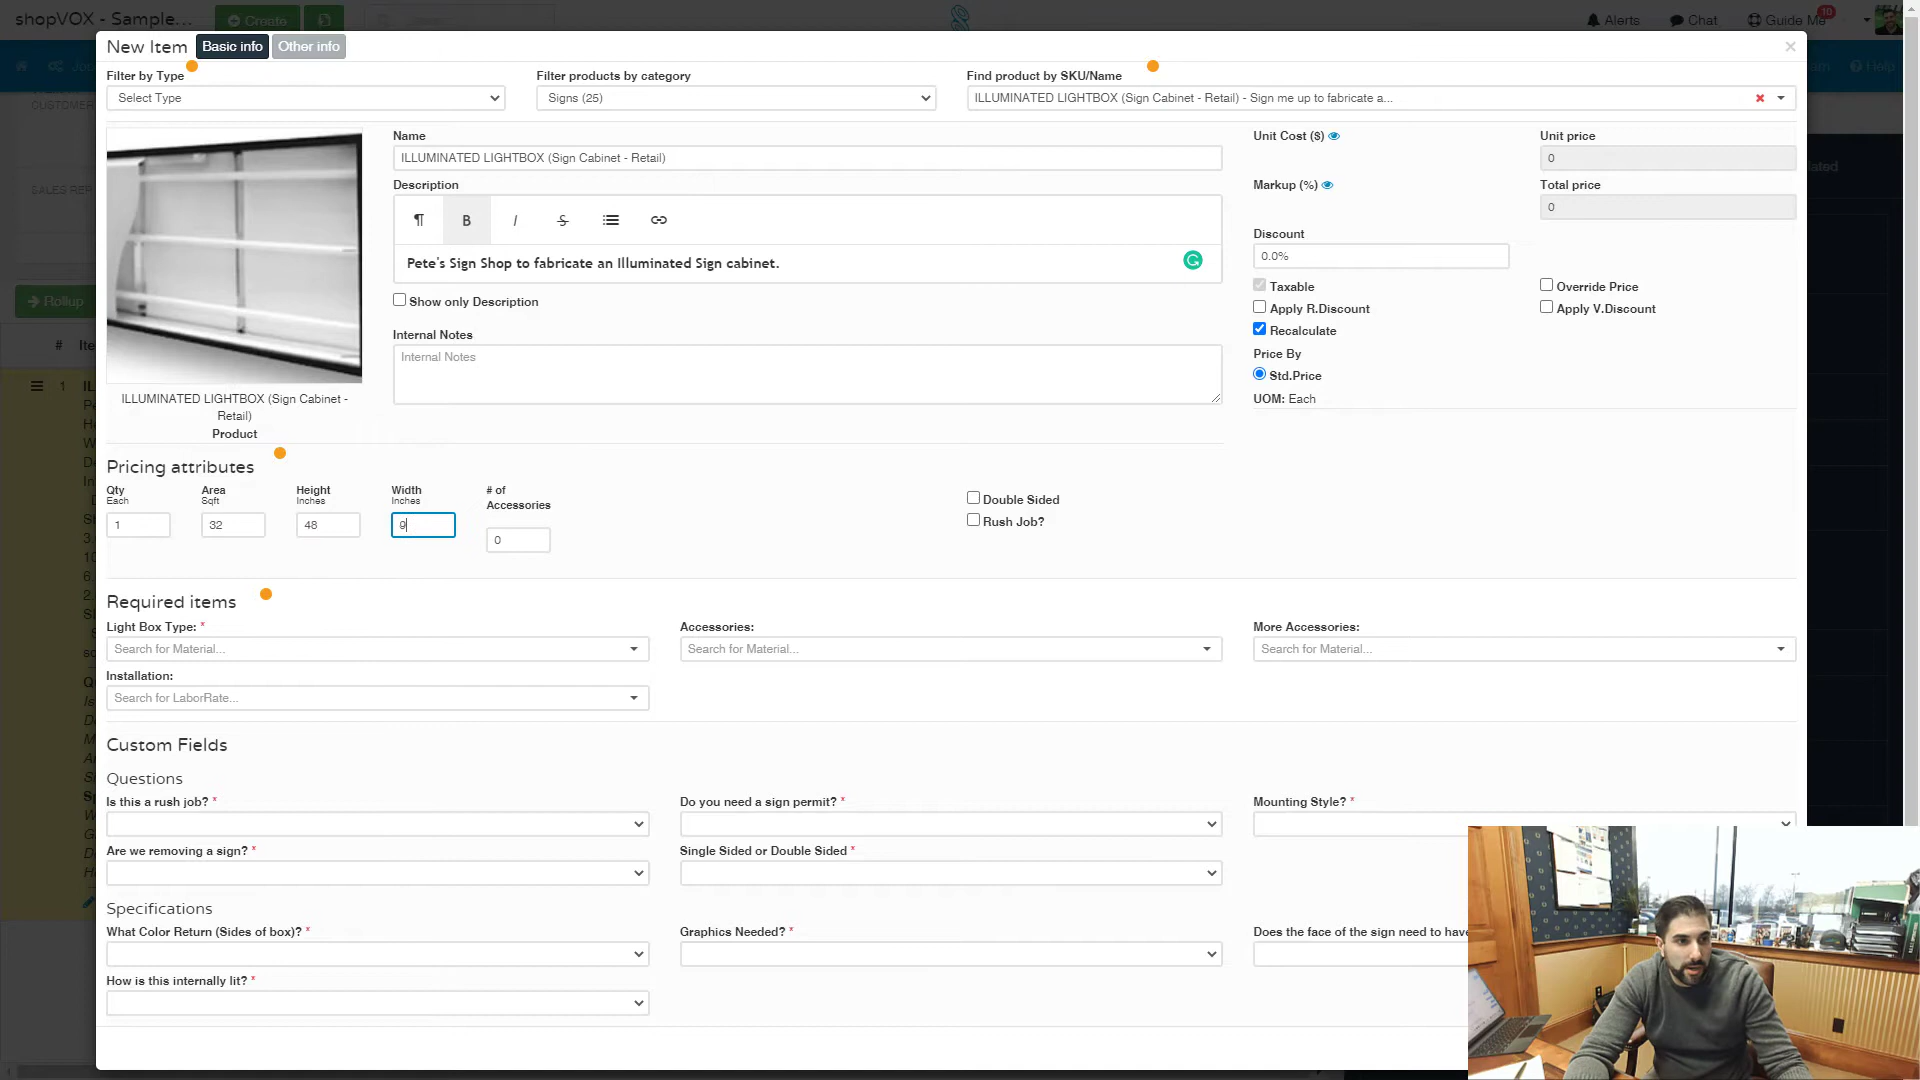 shopVOX - Sample...
Create
Alerts
Chat
Guide Me
10
New Item
Basic info
Other info
×
Help
Filter by Type
Filter products by category
Find product by SKU/Name
Select Type
Signs (25)
ILLUMINATED LIGHTBOX (Sign Cabinet - Retail) - Sign me up to fabricate a...
CUSTOMER
Name
Unit Cost ($)
Unit price
ILLUMINATED LIGHTBOX (Sign Cabinet - Retail)
0
Description
Markup (%)
Total price
SALES REP
0
B I S
Discount
0.0%
Pete's Sign Shop to fabricate an Illuminated Sign cabinet.
Taxable
Override Price
Rollup
Show only Description
Apply R.Discount
Apply V.Discount
Recalculate
Internal Notes
Price By
Internal Notes
Std.Price
UOM: Each
# 
1
ILLUMINATED LIGHTBOX (Sign Cabinet -
Retail)
Product
Pricing attributes
Qty
Each
Area
Sqft
Height
Inches
Width
Inches
# of
Accessories
Double Sided
Rush Job?
1
32
48
9
0
Required items
Light Box Type: *
Accessories:
More Accessories:
Search for Material...
Search for Material...
Search for Material...
Installation:
Search for LaborRate...
Custom Fields
Questions
Is this a rush job? *
Do you need a sign permit? *
Mounting Style? *
Are we removing a sign? *
Single Sided or Double Sided *
Specifications
What Color Return (Sides of box)? *
Graphics Needed? *
Does the face of the sign need to have
How is this internally lit? *